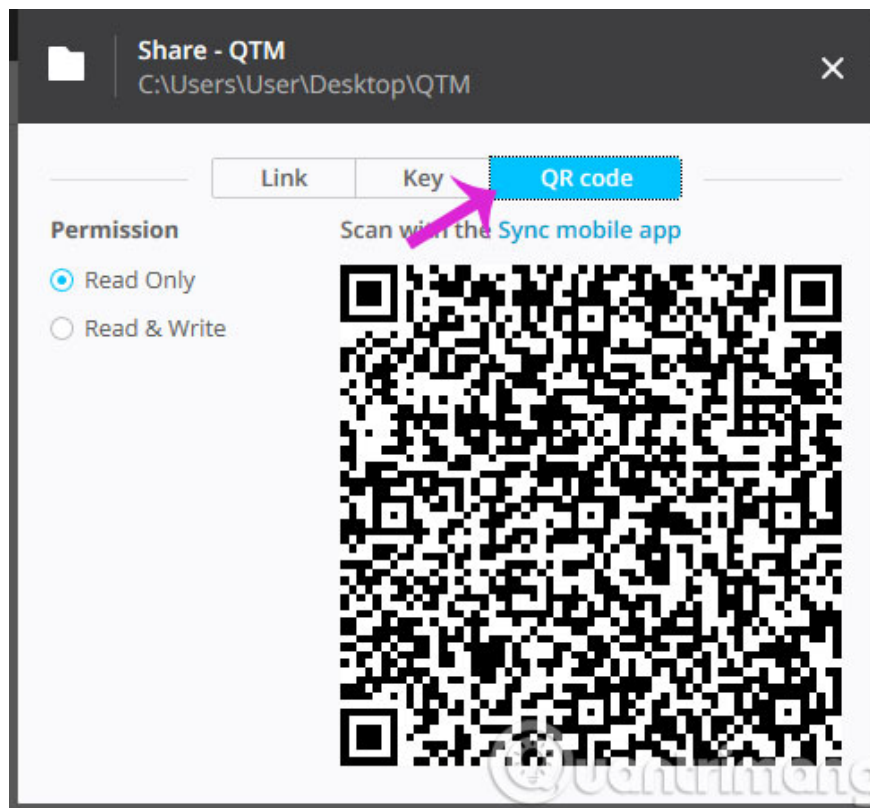 Share - QTM
C:\Users\User\Desktop\QTM
Link
Key
QR code
Permission
Scan with the Sync mobile app
Read Only
Read & Write
Quantrimang